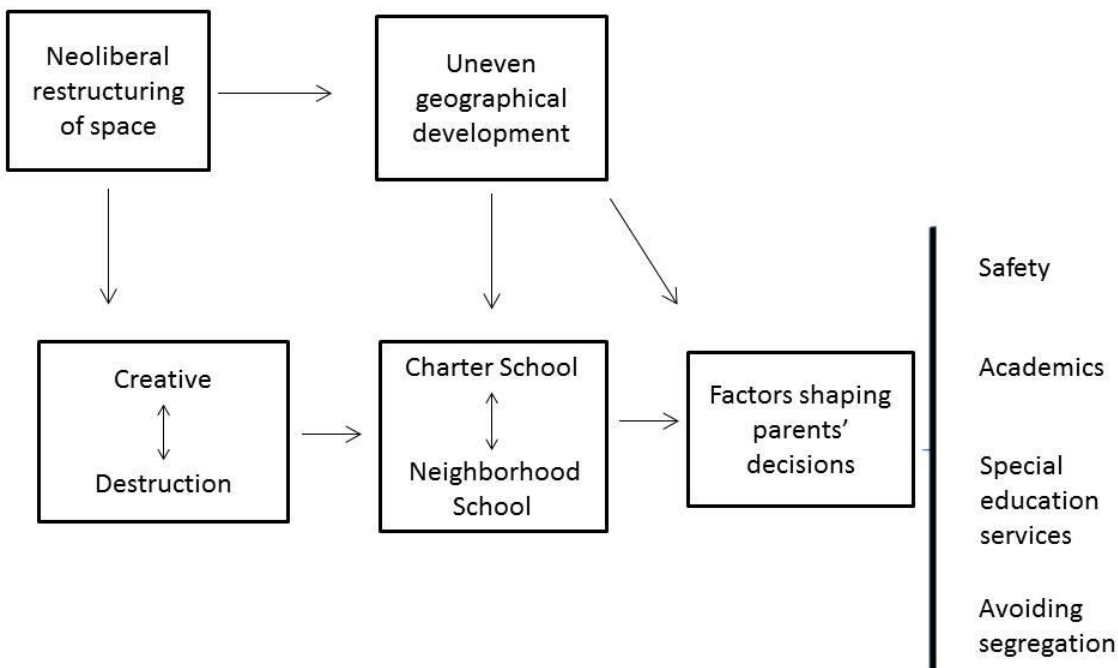 Neoliberal
restructuring
of space
Uneven
geographical
development
Creative
Destruction
Charter School
Neighborhood
School
Factors shaping
parents’
decisions
Safety
Academics
Special
education
services
Avoiding
segregation